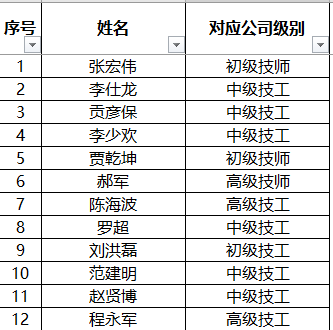 序号 姓名 对应公司级别
1 张宏伟 初级技师
2 李仕龙 中级技工
3 贡彦保 中级技工
4 李少欢 中级技工
5 贾乾坤 初级技师
6 郝军 高级技师
7 陈海波 高级技工
8 罗超 中级技工
9 刘洪磊 初级技工
10 范建明 中级技工
11 赵贤博 中级技工
12 程永军 高级技工